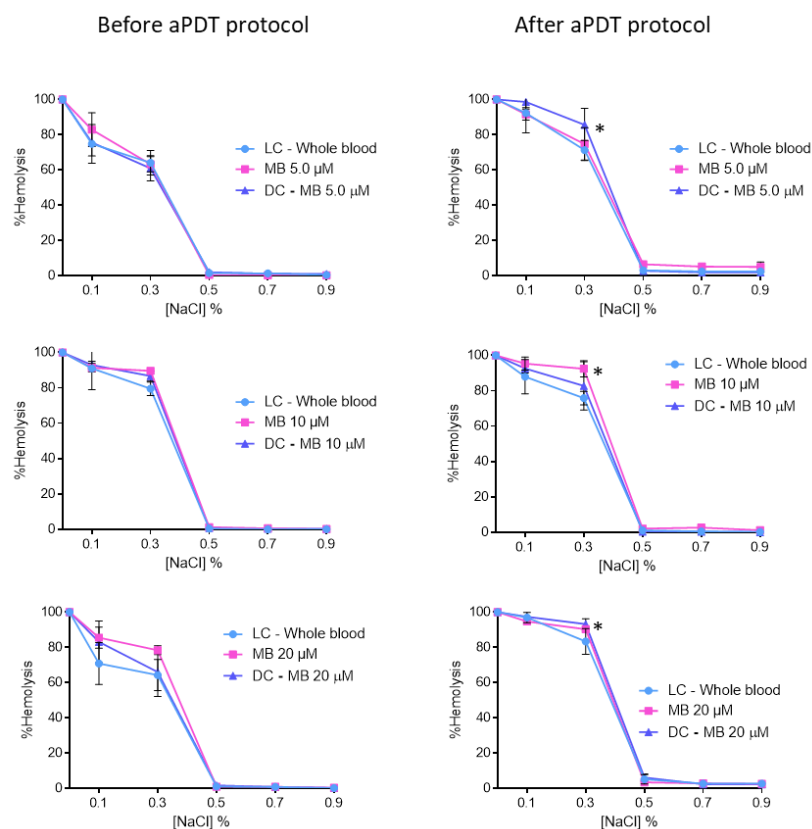 Before aPDT protocol
After aPDT protocol
100
80
60
40
20
0
%Hemolysis
0.1 0.3 0.5 0.7 0.9
[NaCl] %
LC - Whole blood
MB 5.0 µM
DC - MB 5.0 µM
100
80
60
40
20
0
%Hemolysis
0.1 0.3 0.5 0.7 0.9
[NaCl] %
*
LC - Whole blood
MB 5.0 µM
DC - MB 5.0 µM
100
80
60
40
20
0
%Hemolysis
0.1 0.3 0.5 0.7 0.9
[NaCl] %
LC - Whole blood
MB 10 µM
DC - MB 10 µM
100
80
60
40
20
0
%Hemolysis
0.1 0.3 0.5 0.7 0.9
[NaCl] %
*
LC - Whole blood
MB 10 µM
DC - MB 10 µM
100
80
60
40
20
0
%Hemolysis
0.1 0.3 0.5 0.7 0.9
[NaCl] %
LC - Whole blood
MB 20 µM
DC - MB 20 µM
100
80
60
40
20
0
%Hemolysis
0.1 0.3 0.5 0.7 0.9
[NaCl] %
*
LC - Whole blood
MB 20 µM
DC - MB 20 µM